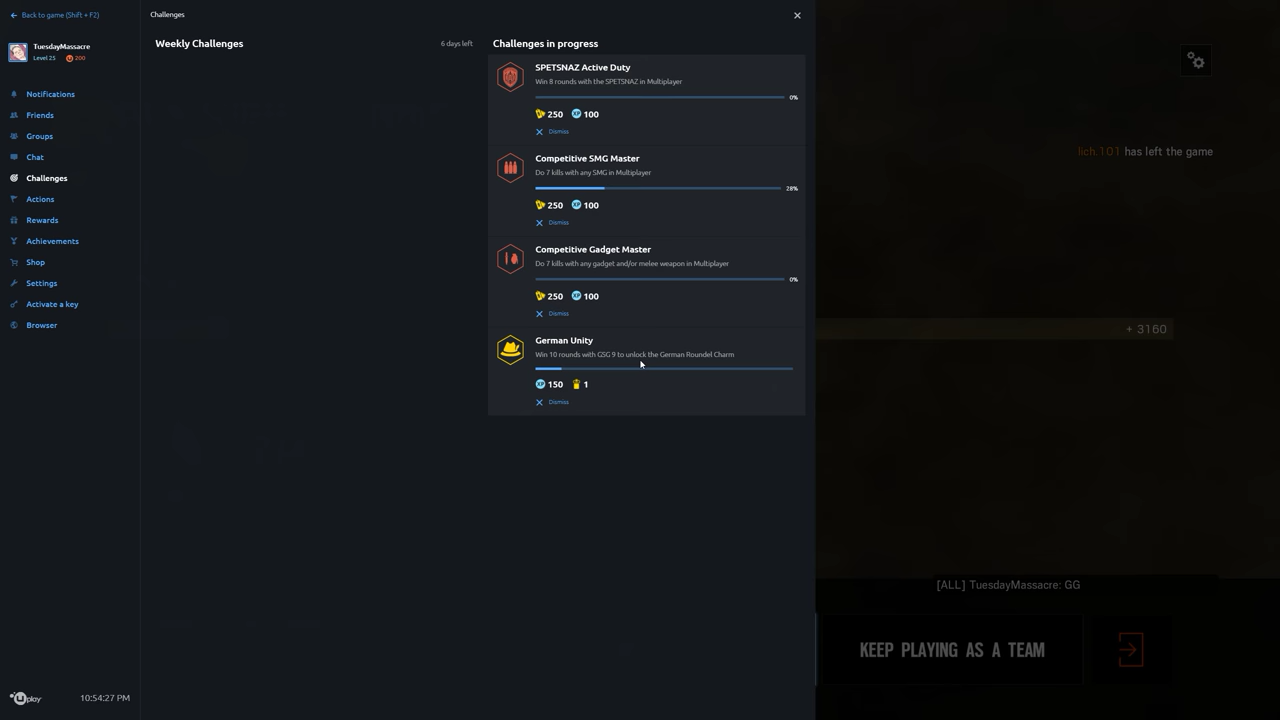 Back to game (Shift + F2)
Challenges
TuesdayMassacre
Level 25
200
Notifications
Friends
Groups
Chat
Challenges
Actions
Rewards
Achievements
Shop
Settings
Activate a key
Browser
uplay
10:54:27 PM
Weekly Challenges
6 days left
Challenges in progress
SPETSNAZ Active Duty
Win 8 rounds with the SPETSNAZ in Multiplayer
0%
250 XP 100
Dismiss
Competitive SMG Master
Do 7 kills with any SMG in Multiplayer
28%
250 XP 100
Dismiss
Competitive Gadget Master
Do 7 kills with any gadget and/or melee weapon in Multiplayer
0%
250 XP 100
Dismiss
German Unity
Win 10 rounds with GSG 9 to unlock the German Roundel Charm
XP 150 1
Dismiss
lich.101 has left the game
+ 3160
[ALL] TuesdayMassacre: GG
KEEP PLAYING AS A TEAM